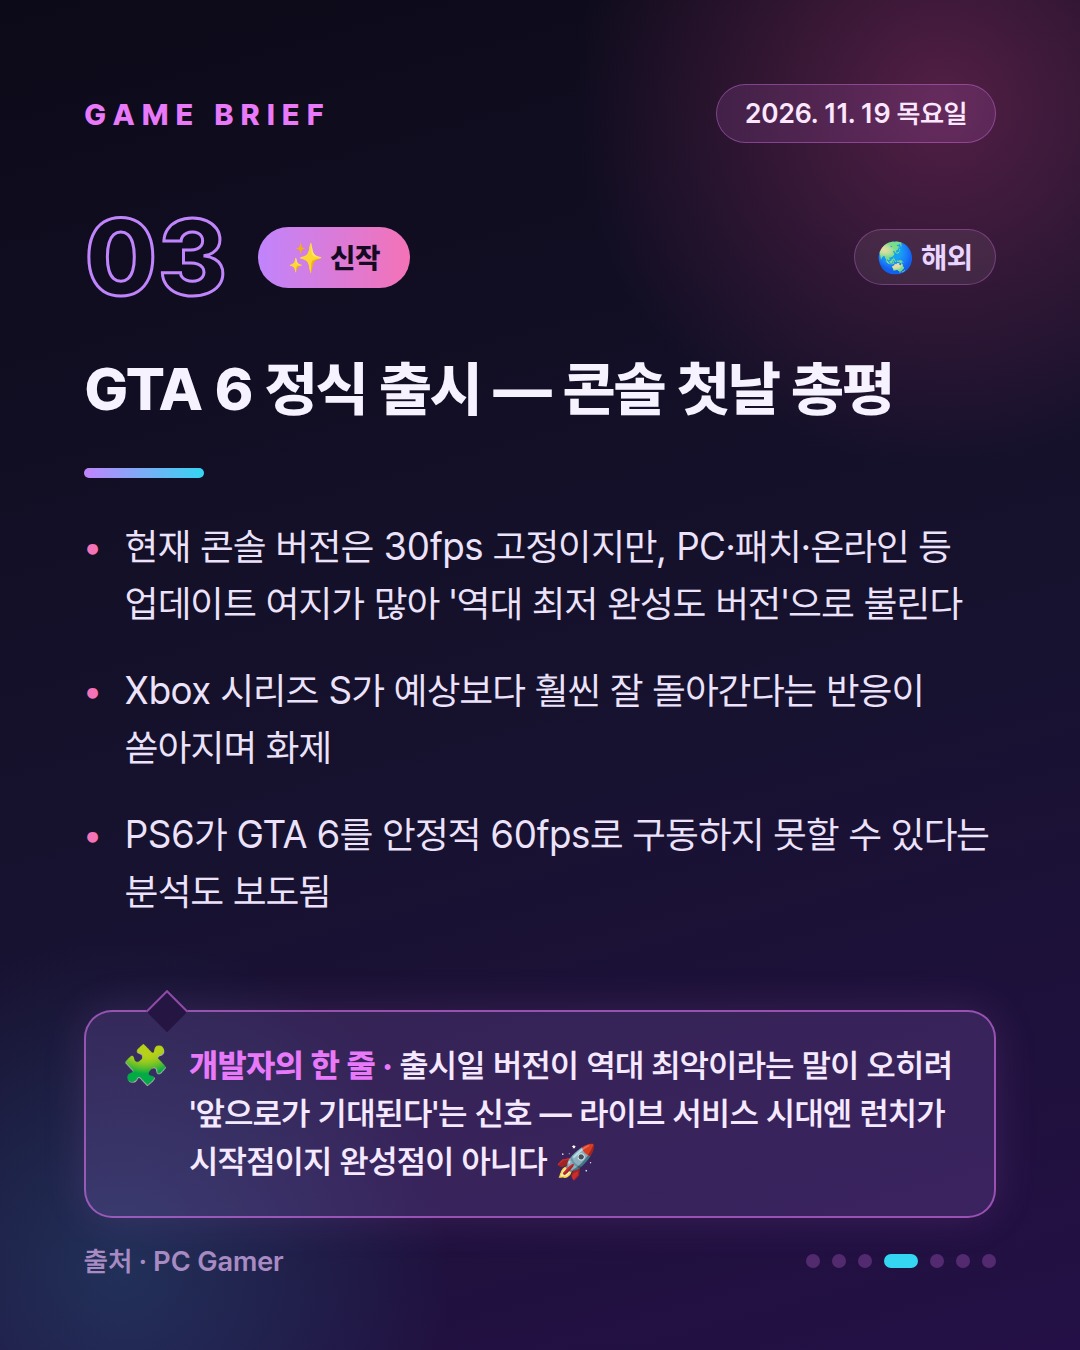 GAME BRIEF
2026. 11. 19 목요일
03
✨ 신작
🌏 해외
GTA 6 정식 출시 — 콘솔 첫날 총평
• 현재 콘솔 버전은 30fps 고정이지만, PC·패치·온라인 등
업데이트 여지가 많아 '역대 최저 완성도 버전'으로 불린다
• Xbox 시리즈 S가 예상보다 훨씬 잘 돌아간다는 반응이
쏟아지며 화제
• PS6가 GTA 6를 안정적 60fps로 구동하지 못할 수 있다는
분석도 보도됨
🧩 개발자의 한 줄 · 출시일 버전이 역대 최악이라는 말이 오히려
'앞으로가 기대된다'는 신호 — 라이브 서비스 시대엔 런치가
시작점이지 완성점이 아니다 🚀
출처 · PC Gamer